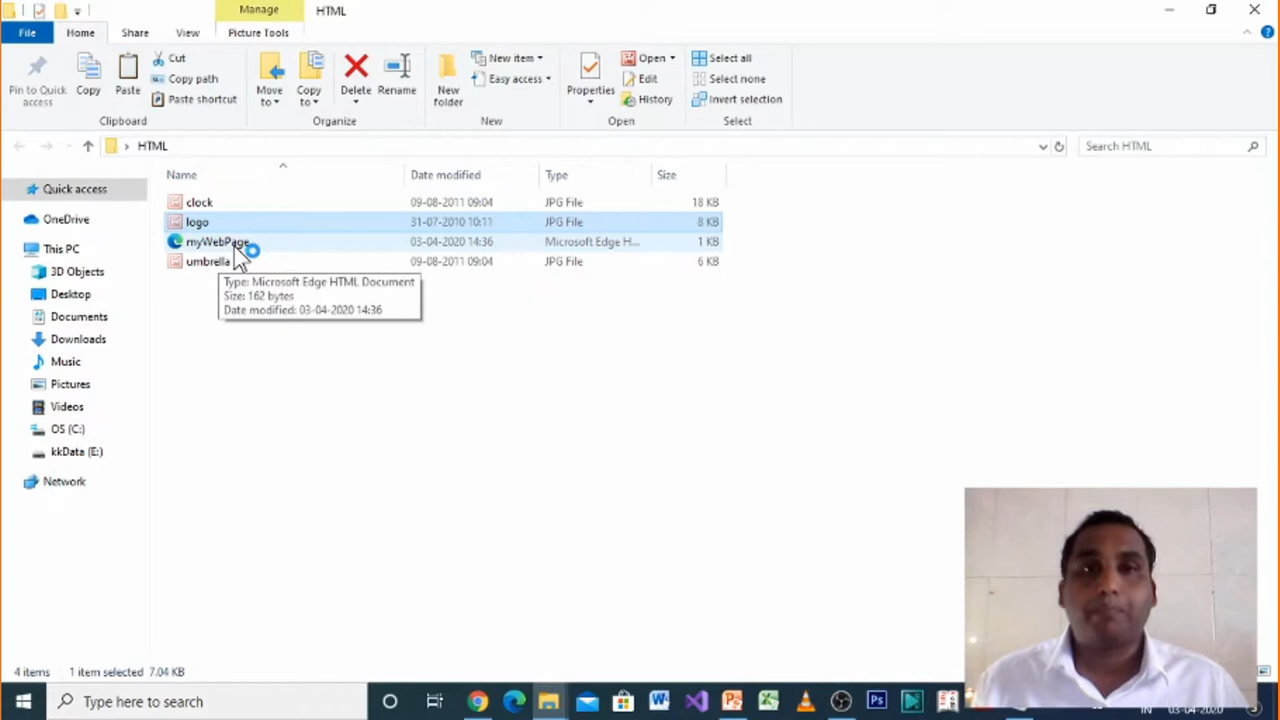 Manage HTML
File Home Share View Picture Tools
Pin to Quick access
Copy
Paste
Cut
Copy path
Paste shortcut
Clipboard
Move to
Copy to
Delete
Rename
Organize
New folder
New item
Easy access
New
Properties
Open
Edit
History
Open
Select all
Select none
Invert selection
Select
HTML Search HTML
Name Date modified Type Size
clock 09-08-2011 09:04 JPG File 18 KB
logo 31-07-2010 10:11 JPG File 8 KB
myWebPage 03-04-2020 14:36 Microsoft Edge H... 1 KB
umbrella 09-08-2011 09:04 JPG File 6 KB
Type: Microsoft Edge HTML Document
Size: 162 bytes
Date modified: 03-04-2020 14:36
Quick access
OneDrive
This PC
3D Objects
Desktop
Documents
Downloads
Music
Pictures
Videos
OS (C:)
kkData (E:)
Network
4 items 1 item selected 7.04 KB
Type here to search
IN 03-04-2020